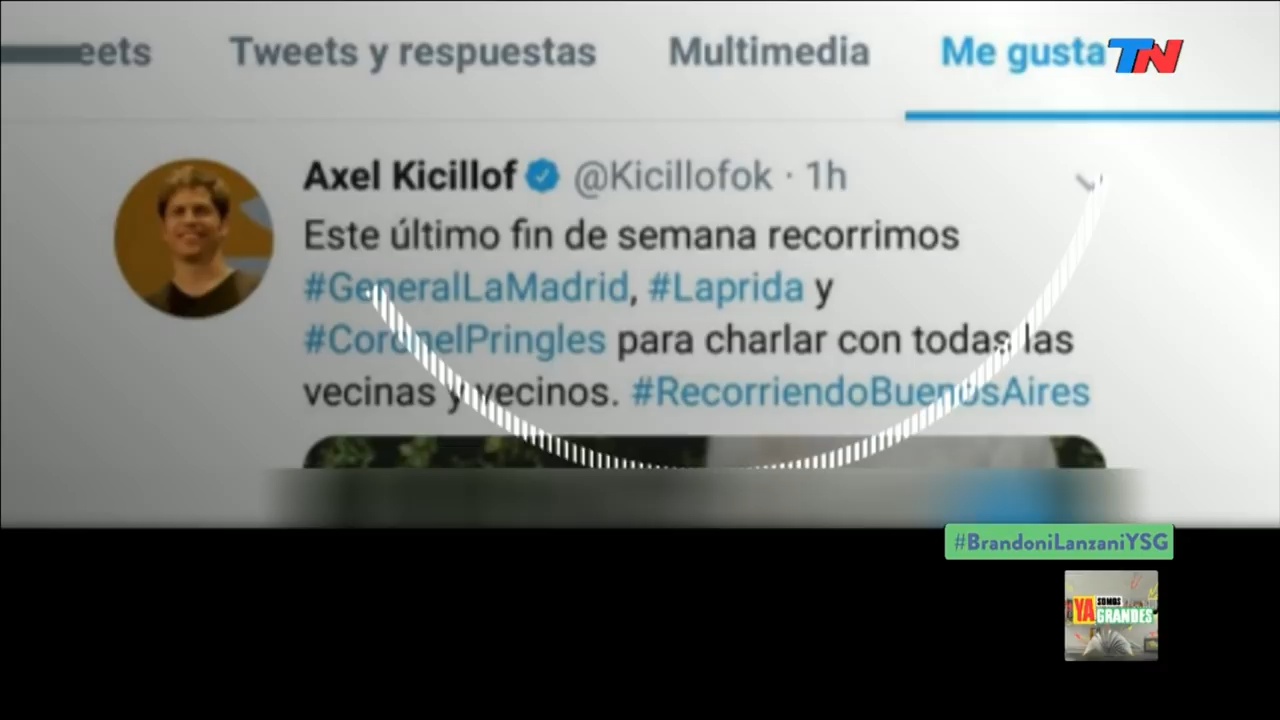 eets Tweets y respuestas Multimedia Me gusta TN
Axel Kicillof @Kicillofok · 1h
Este último fin de semana recorrimos
#GeneralLaMadrid, #Laprida y
#CoronelPringles para charlar con todas las
vecinas y vecinos. #RecorriendoBuenosAires
#BrandoniLanzaniYSG
YA SOMOS
GRANDES